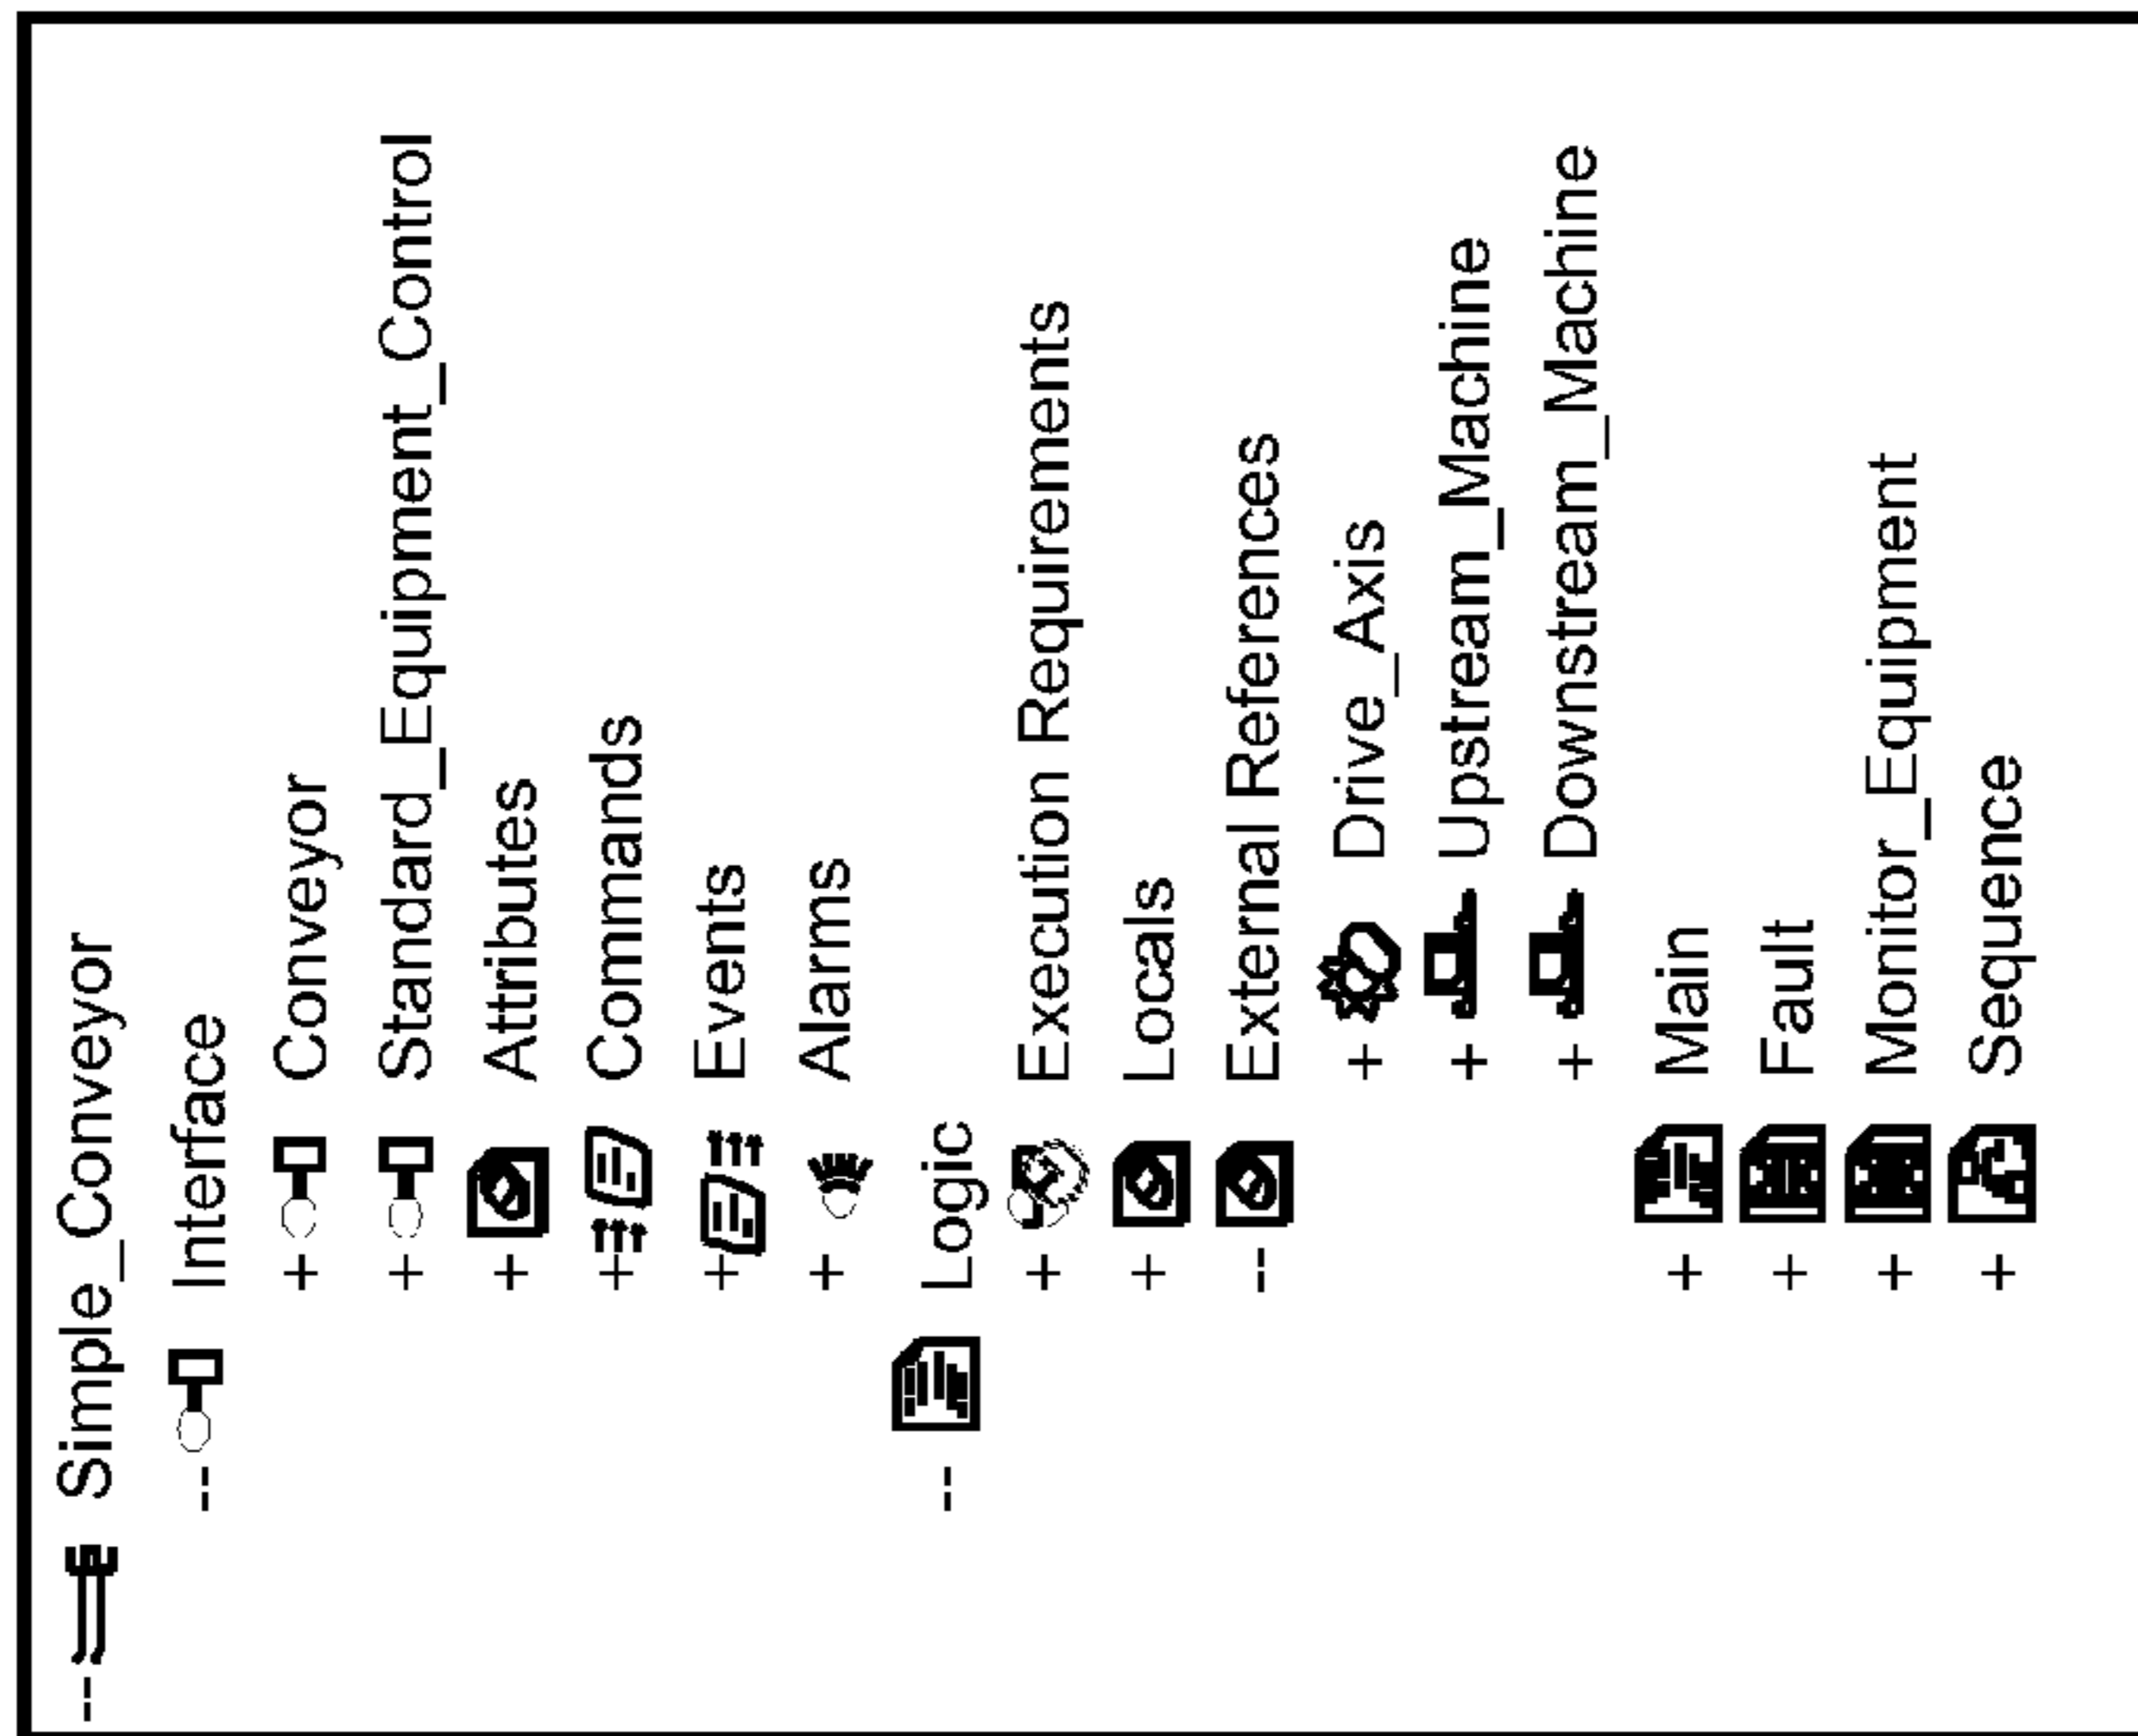 -- Simple_Conveyor
-- Interface
+ Conveyor
+ Standard_Equipment_Control
+ Attributes
+ Commands
+ Events
+ Alarms
-- Logic
+ Execution Requirements
+ Locals
-- External References
+ Drive_Axis
+ Upstream_Machine
+ Downstream_Machine
+ Main
+ Fault
+ Monitor_Equipment
+ Sequence